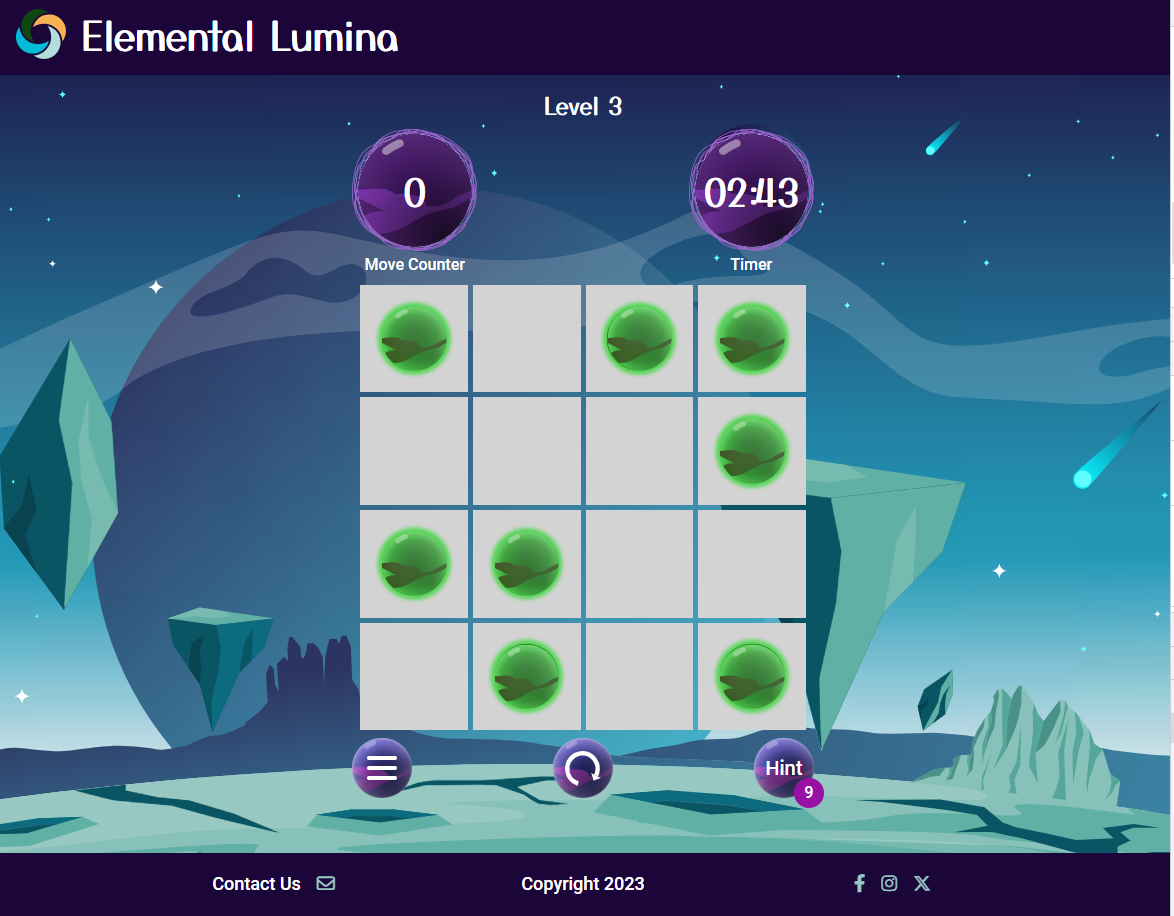 Elemental Lumina
Level 3
0
02:43
Move Counter
Timer
Hint
9
Contact Us
Copyright 2023